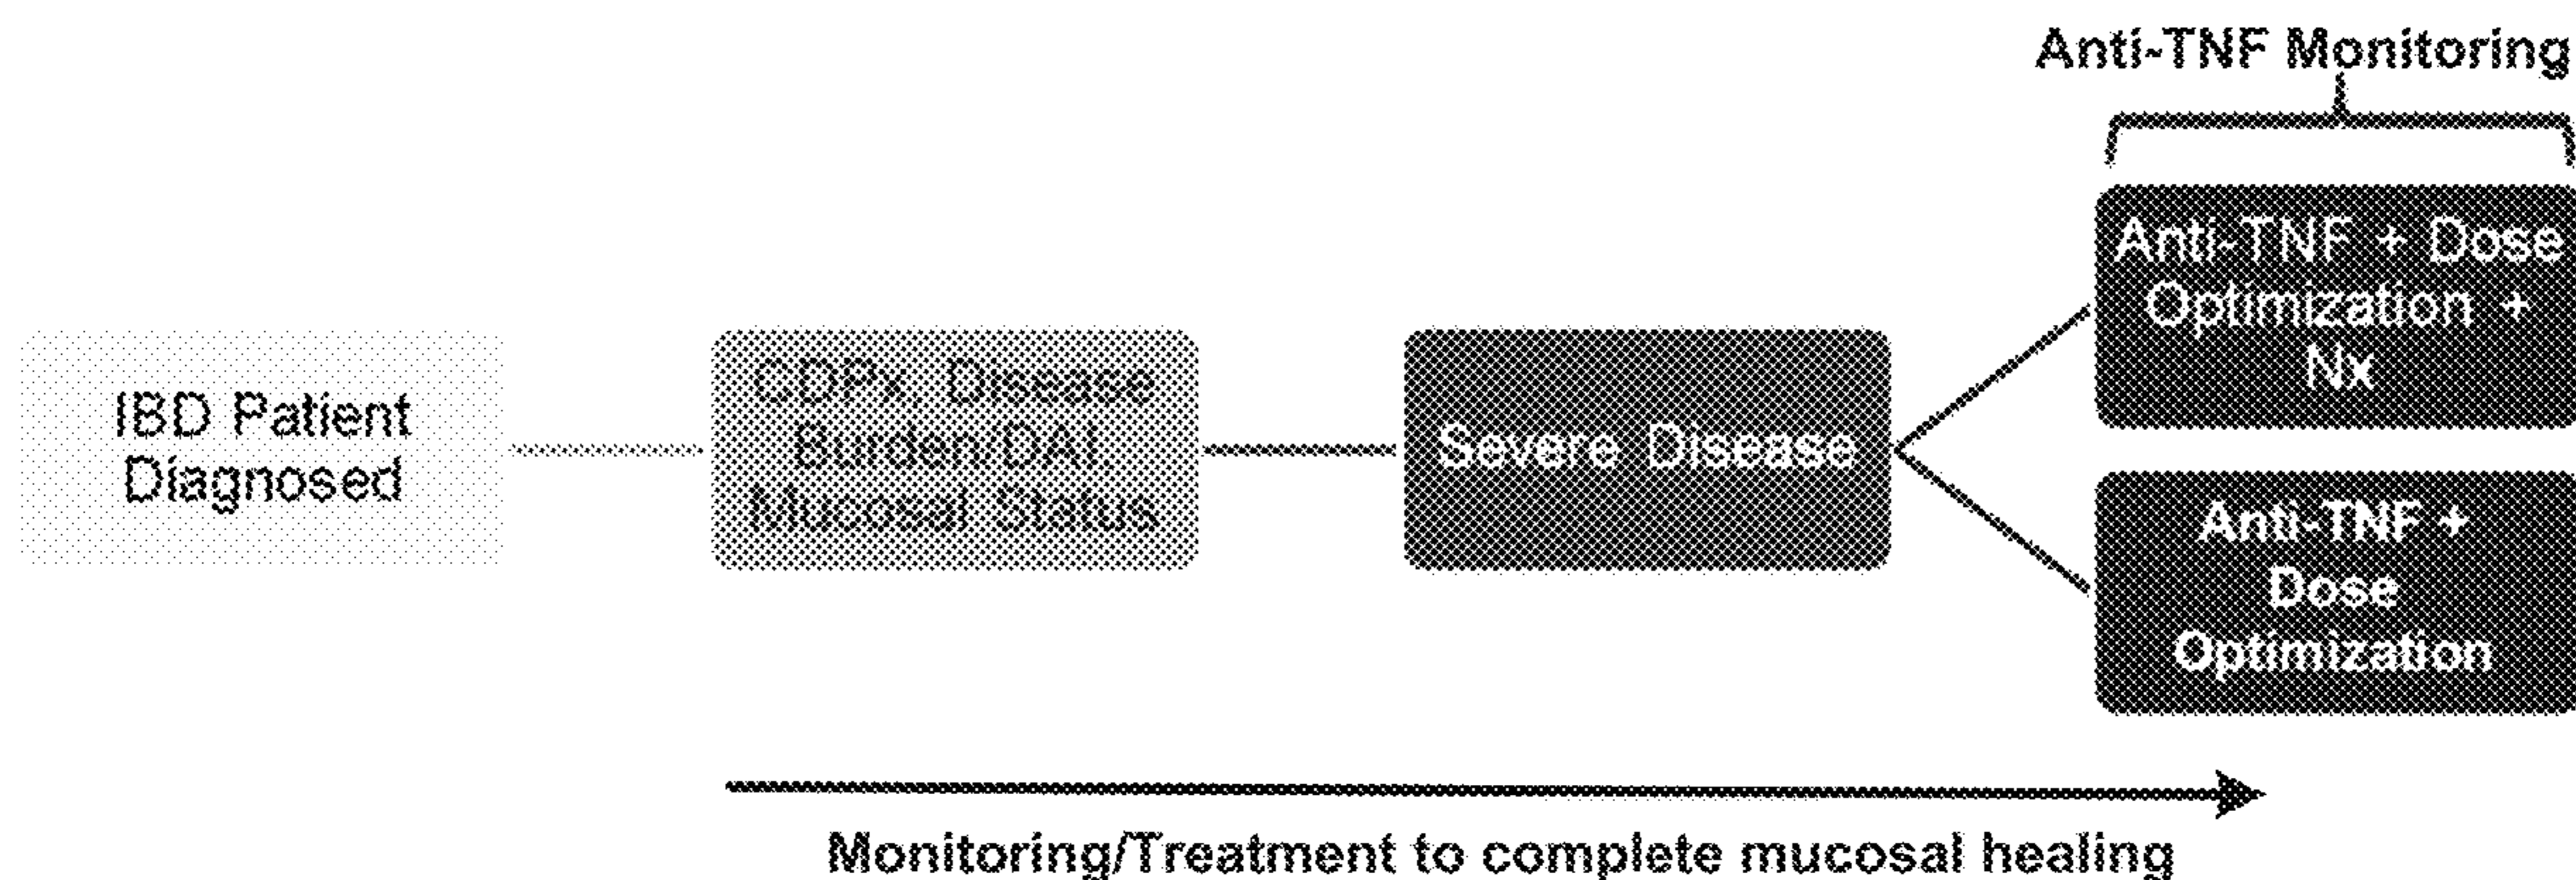 Anti-TNF Monitoring
IBD Patient
Diagnosed
CDPx, Disease
Burden/DAI,
Mucosal Status
Severe Disease
Anti-TNF + Dose
Optimization +
Nx
Anti-TNF +
Dose
Optimization
Monitoring/Treatment to complete mucosal healing